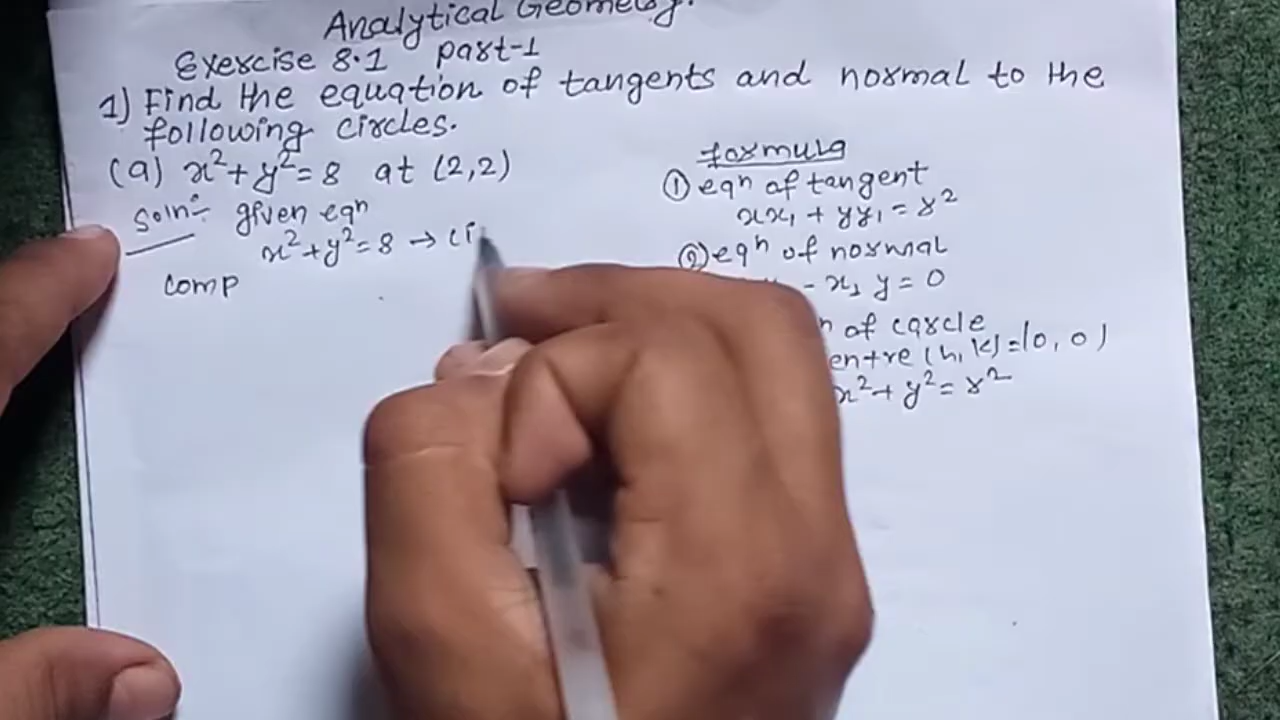 Analytical Geometry.
Exercise 8.1 part-1
1) Find the equation of tangents and normal to the
following circles.
(a) x²+y²=8 at (2,2)
Soln:- given eqⁿ
x²+y²=8 → (i
comp
formula
① eqⁿ of tangent
xx₁ + yy₁ = r²
② eqⁿ of normal
- x₁ y = 0
of carcle
entre (h, k)=(0, 0)
x²+y²= r²